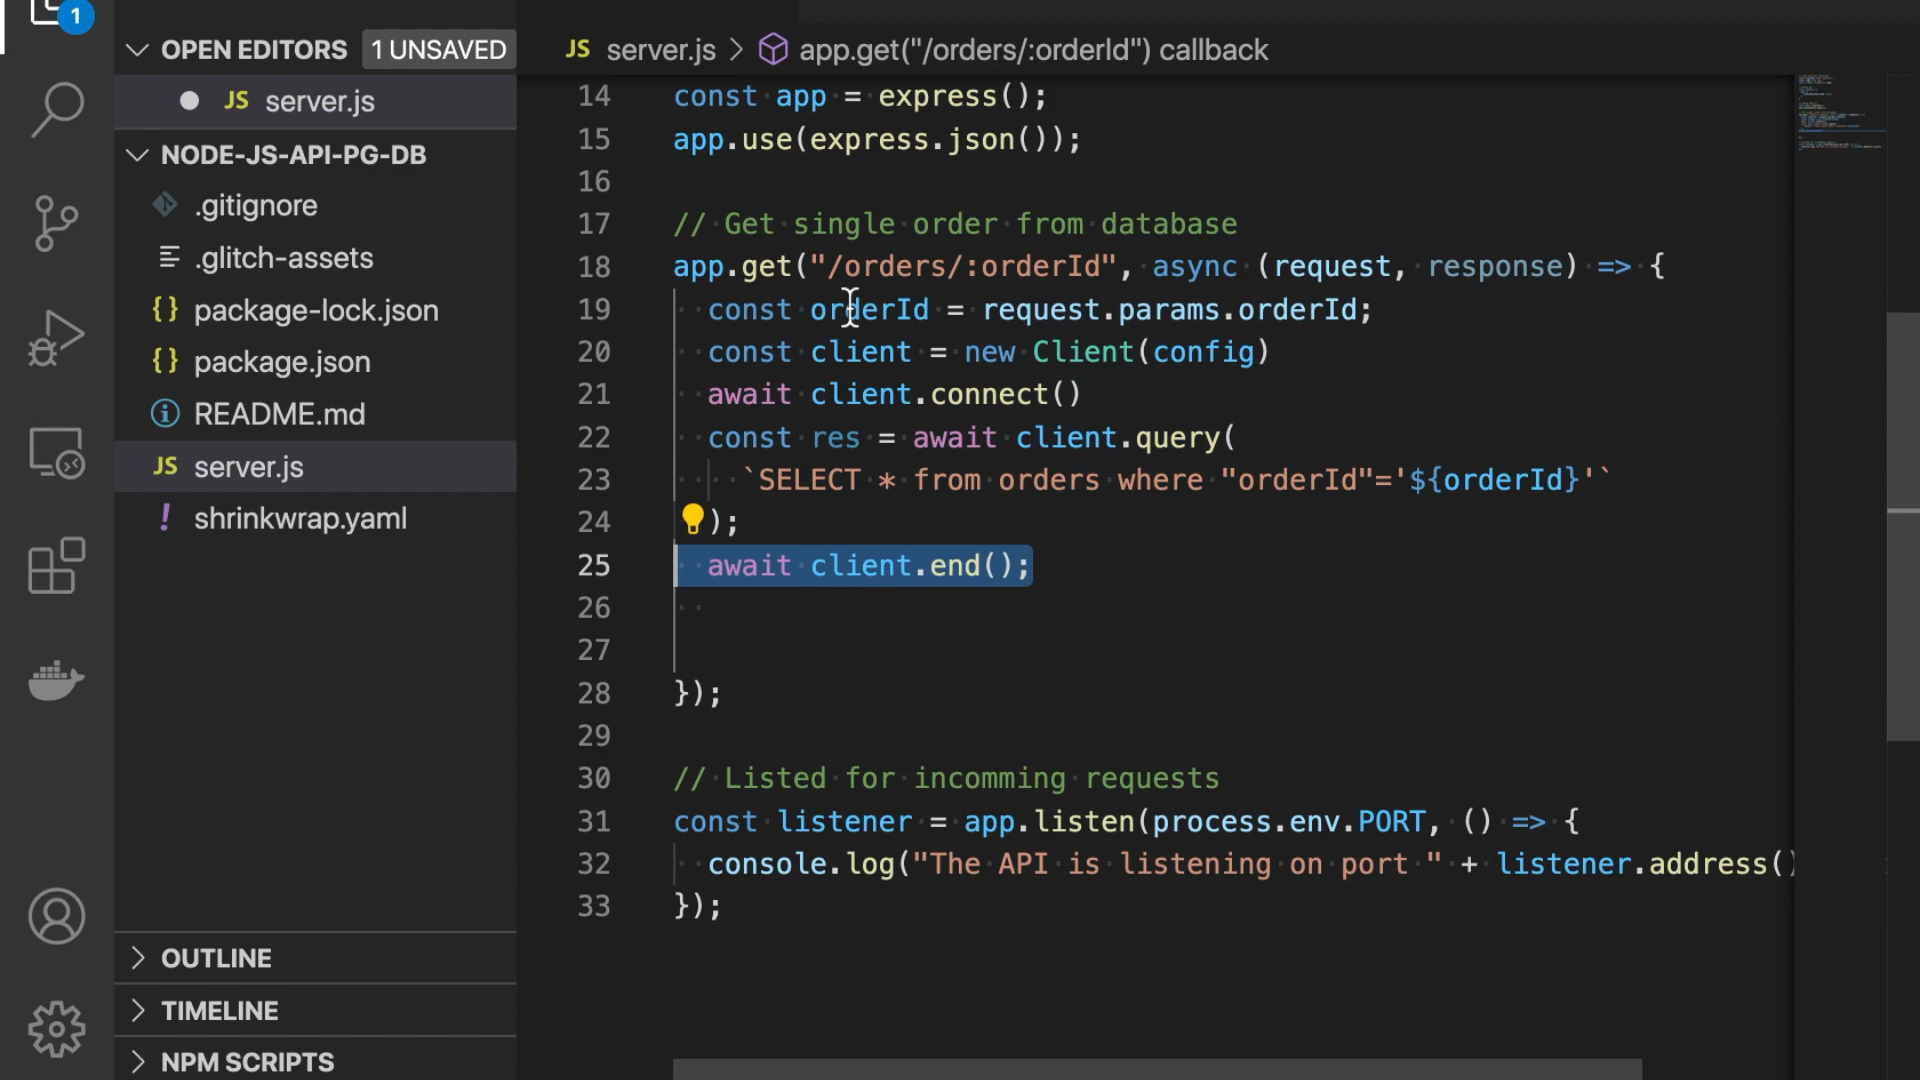 1
OPEN EDITORS 1 UNSAVED
JS server.js
NODE-JS-API-PG-DB
.gitignore
.glitch-assets
{} package-lock.json
{} package.json
README.md
JS server.js
! shrinkwrap.yaml
OUTLINE
TIMELINE
NPM SCRIPTS
JS server.js > app.get("/orders/:orderId") callback
14 const app = express();
15 app.use(express.json());
16
17 // Get single order from database
18 app.get("/orders/:orderId", async (request, response) => {
19 const orderId = request.params.orderId;
20 const client = new Client(config)
21 await client.connect()
22 const res = await client.query(
23 `SELECT * from orders where "orderId"='${orderId}'`
24 );
25 await client.end();
26
27
28 });
29
30 // Listed for incomming requests
31 const listener = app.listen(process.env.PORT, () => {
32 console.log("The API is listening on port " + listener.address()
33 });